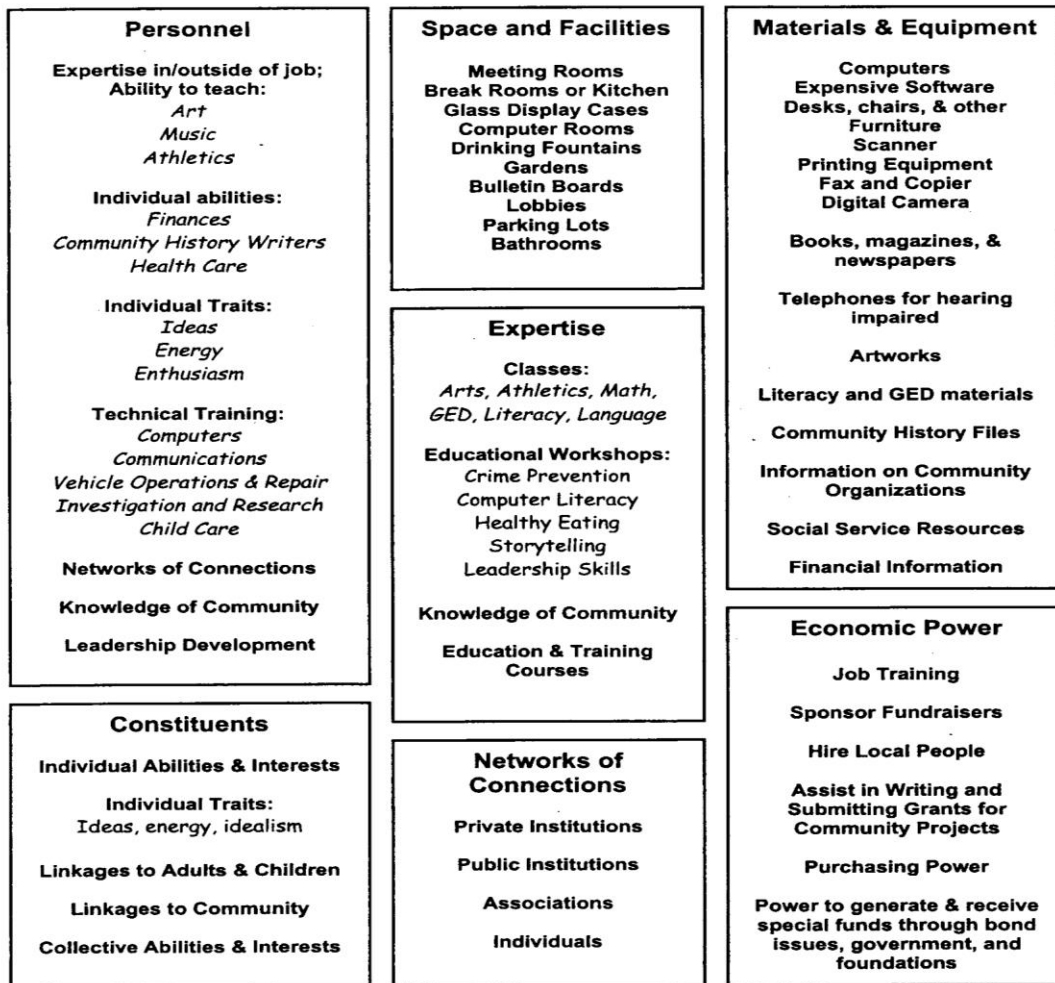 Personnel
Expertise in/outside of job;
Ability to teach:
Art
Music
Athletics
Individual abilities:
Finances
Community History Writers
Health Care
Individual Traits:
Ideas
Energy
Enthusiasm
Technical Training:
Computers
Communications
Vehicle Operations & Repair
Investigation and Research
Child Care
Networks of Connections
Knowledge of Community
Leadership Development
Constituents
Individual Abilities & Interests
Individual Traits:
Ideas, energy, idealism
Linkages to Adults & Children
Linkages to Community
Collective Abilities & Interests
Space and Facilities
Meeting Rooms
Break Rooms or Kitchen
Glass Display Cases
Computer Rooms
Drinking Fountains
Gardens
Bulletin Boards
Lobbies
Parking Lots
Bathrooms
Expertise
Classes:
Arts, Athletics, Math,
GED, Literacy, Language
Educational Workshops:
Crime Prevention
Computer Literacy
Healthy Eating
Storytelling
Leadership Skills
Knowledge of Community
Education & Training
Courses
Networks of
Connections
Private Institutions
Public Institutions
Associations
Individuals
Materials & Equipment
Computers
Expensive Software
Desks, chairs, & other
Furniture
Scanner
Printing Equipment
Fax and Copier
Digital Camera
Books, magazines, &
newspapers
Telephones for hearing
impaired
Artworks
Literacy and GED materials
Community History Files
Information on Community
Organizations
Social Service Resources
Financial Information
Economic Power
Job Training
Sponsor Fundraisers
Hire Local People
Assist in Writing and
Submitting Grants for
Community Projects
Purchasing Power
Power to generate & receive
special funds through bond
issues, government, and
foundations